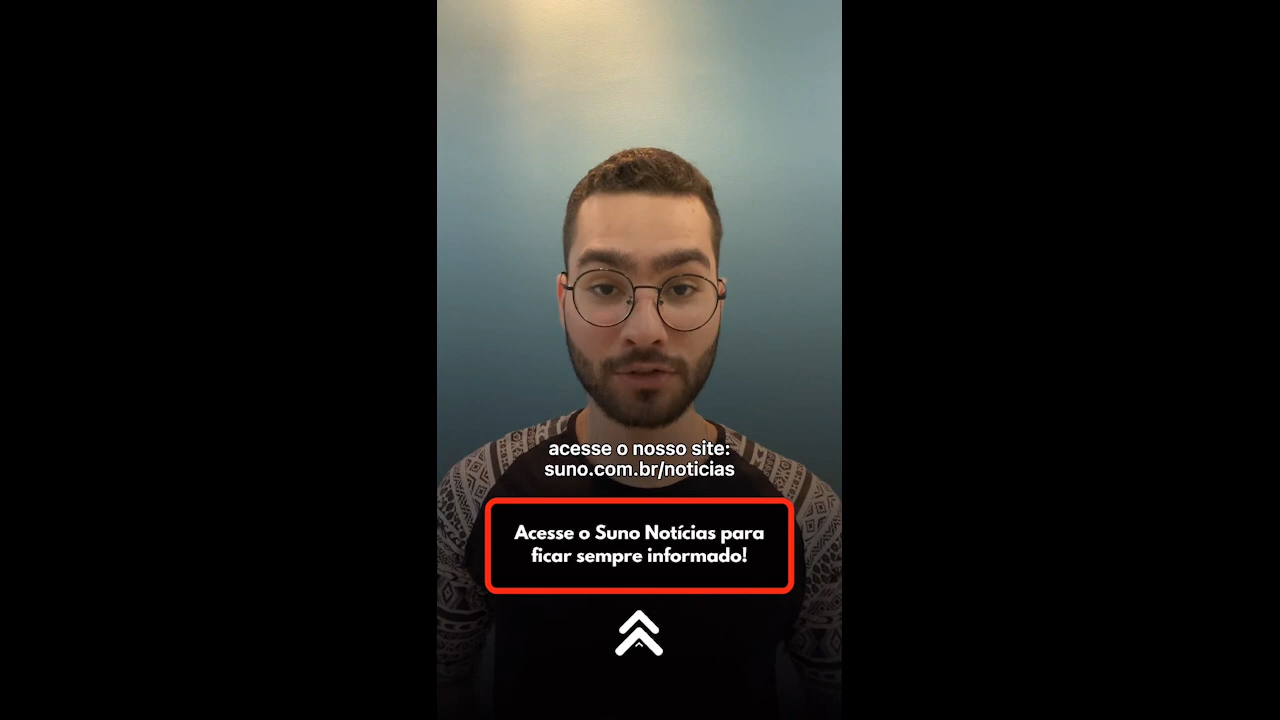 acesse o nosso site:
suno.com.br/noticias
Acesse o Suno Notícias para
ficar sempre informado!